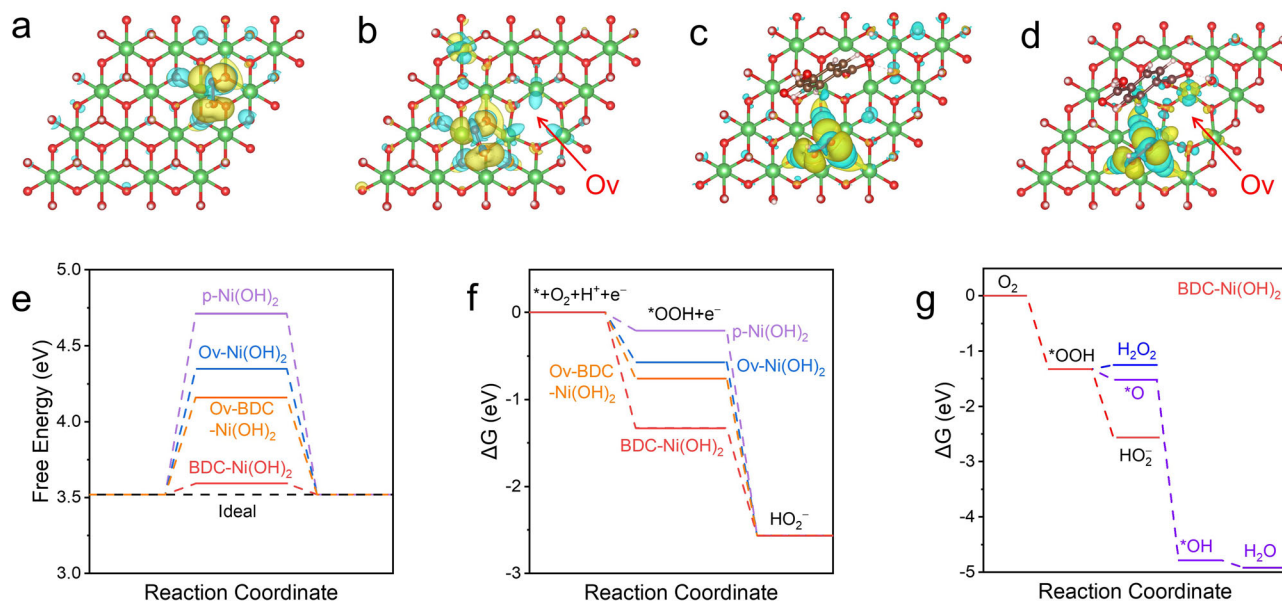 a
b
c
d
Ov
Ov
e
5.0
4.5
4.0
3.5
3.0
Free Energy (eV)
p-Ni(OH)₂
Ov-Ni(OH)₂
Ov-BDC
-Ni(OH)₂
BDC-Ni(OH)₂
Ideal
Reaction Coordinate
f
0
-1
-2
-3
ΔG (eV)
*+O₂+H⁺+e⁻
*OOH+e⁻
p-Ni(OH)₂
Ov-Ni(OH)₂
Ov-BDC
-Ni(OH)₂
BDC-Ni(OH)₂
HO₂⁻
Reaction Coordinate
g
0
-1
-2
-3
-4
-5
ΔG (eV)
O₂
BDC-Ni(OH)₂
*OOH
H₂O₂
*O
HO₂⁻
*OH
H₂O
Reaction Coordinate